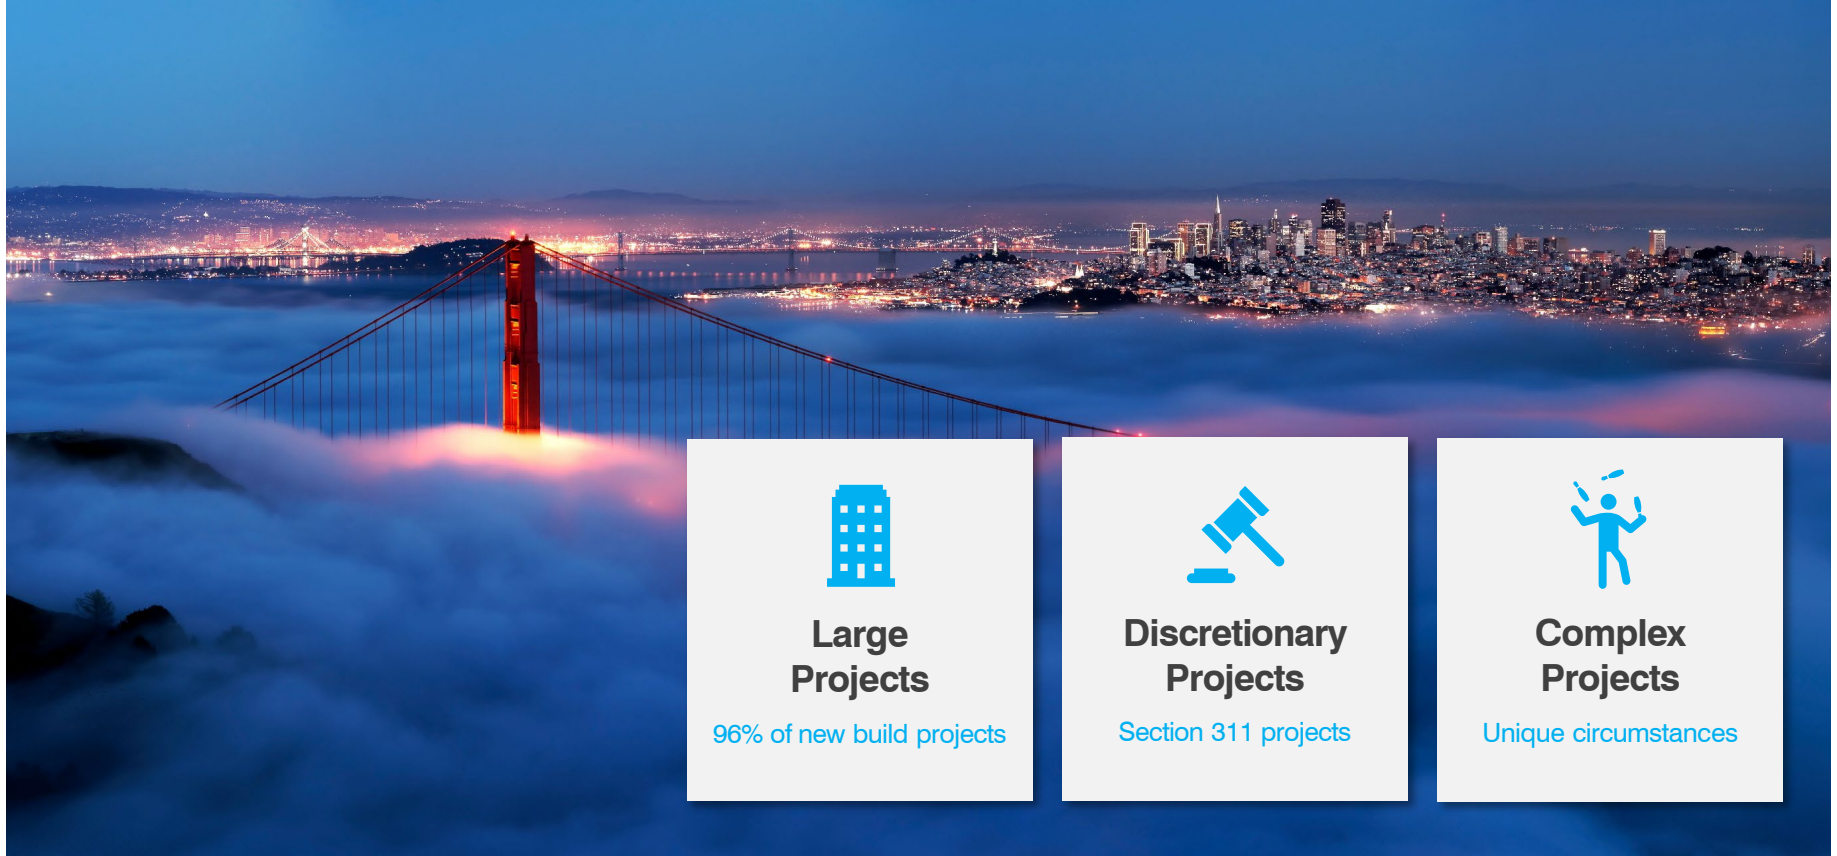 Large
Projects
96% of new build projects
Discretionary
Projects
Section 311 projects
Complex
Projects
Unique circumstances